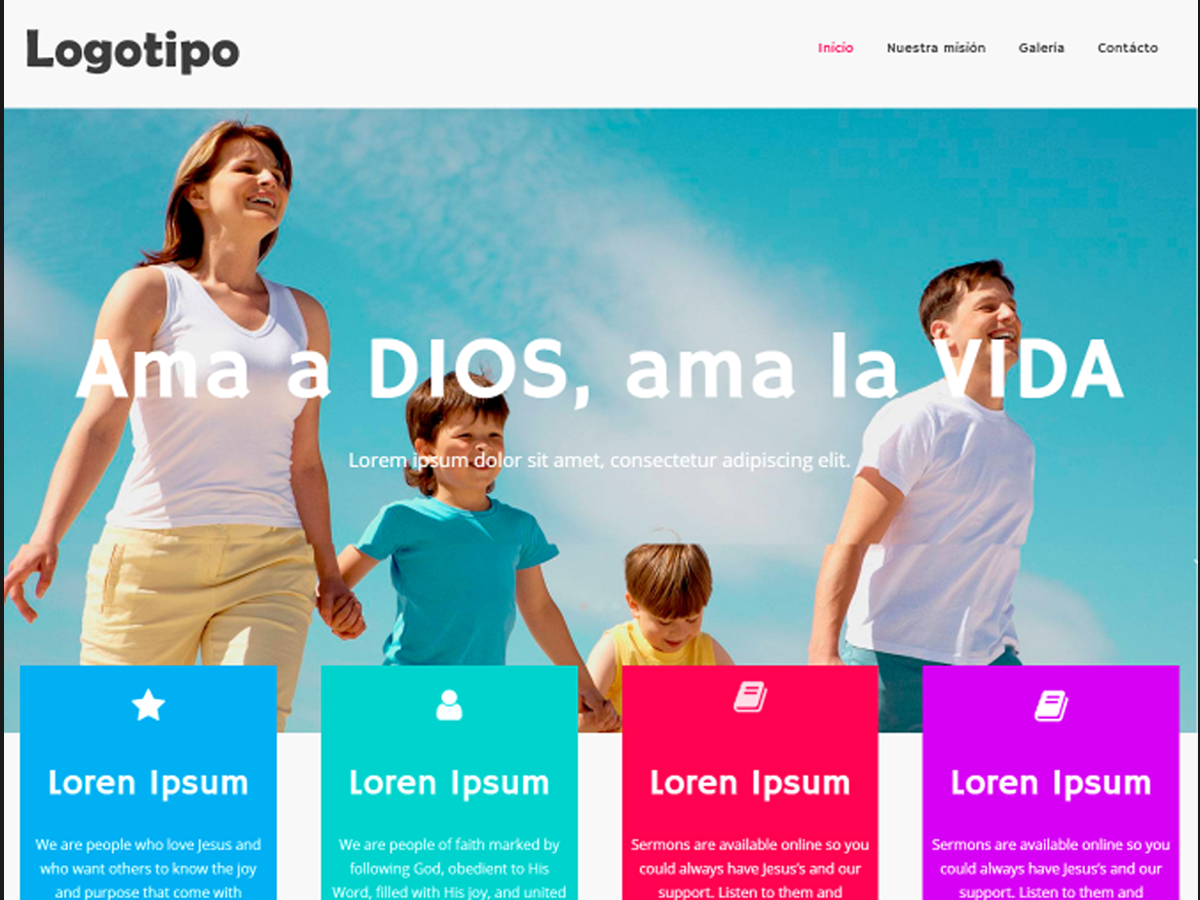 Logotipo
Inicio Nuestra misión Galería Contácto
Ama a DIOS, ama la VIDA
Lorem ipsum dolor sit amet, consectetur adipiscing elit.
Loren Ipsum
We are people who love Jesus and
who want others to know the joy
and purpose that come with
Loren Ipsum
We are people of faith marked by
following God, obedient to His
Word, filled with His joy, and united
Loren Ipsum
Sermons are available online so you
could always have Jesus's and our
support. Listen to them and
Loren Ipsum
Sermons are available online so you
could always have Jesus's and our
support. Listen to them and